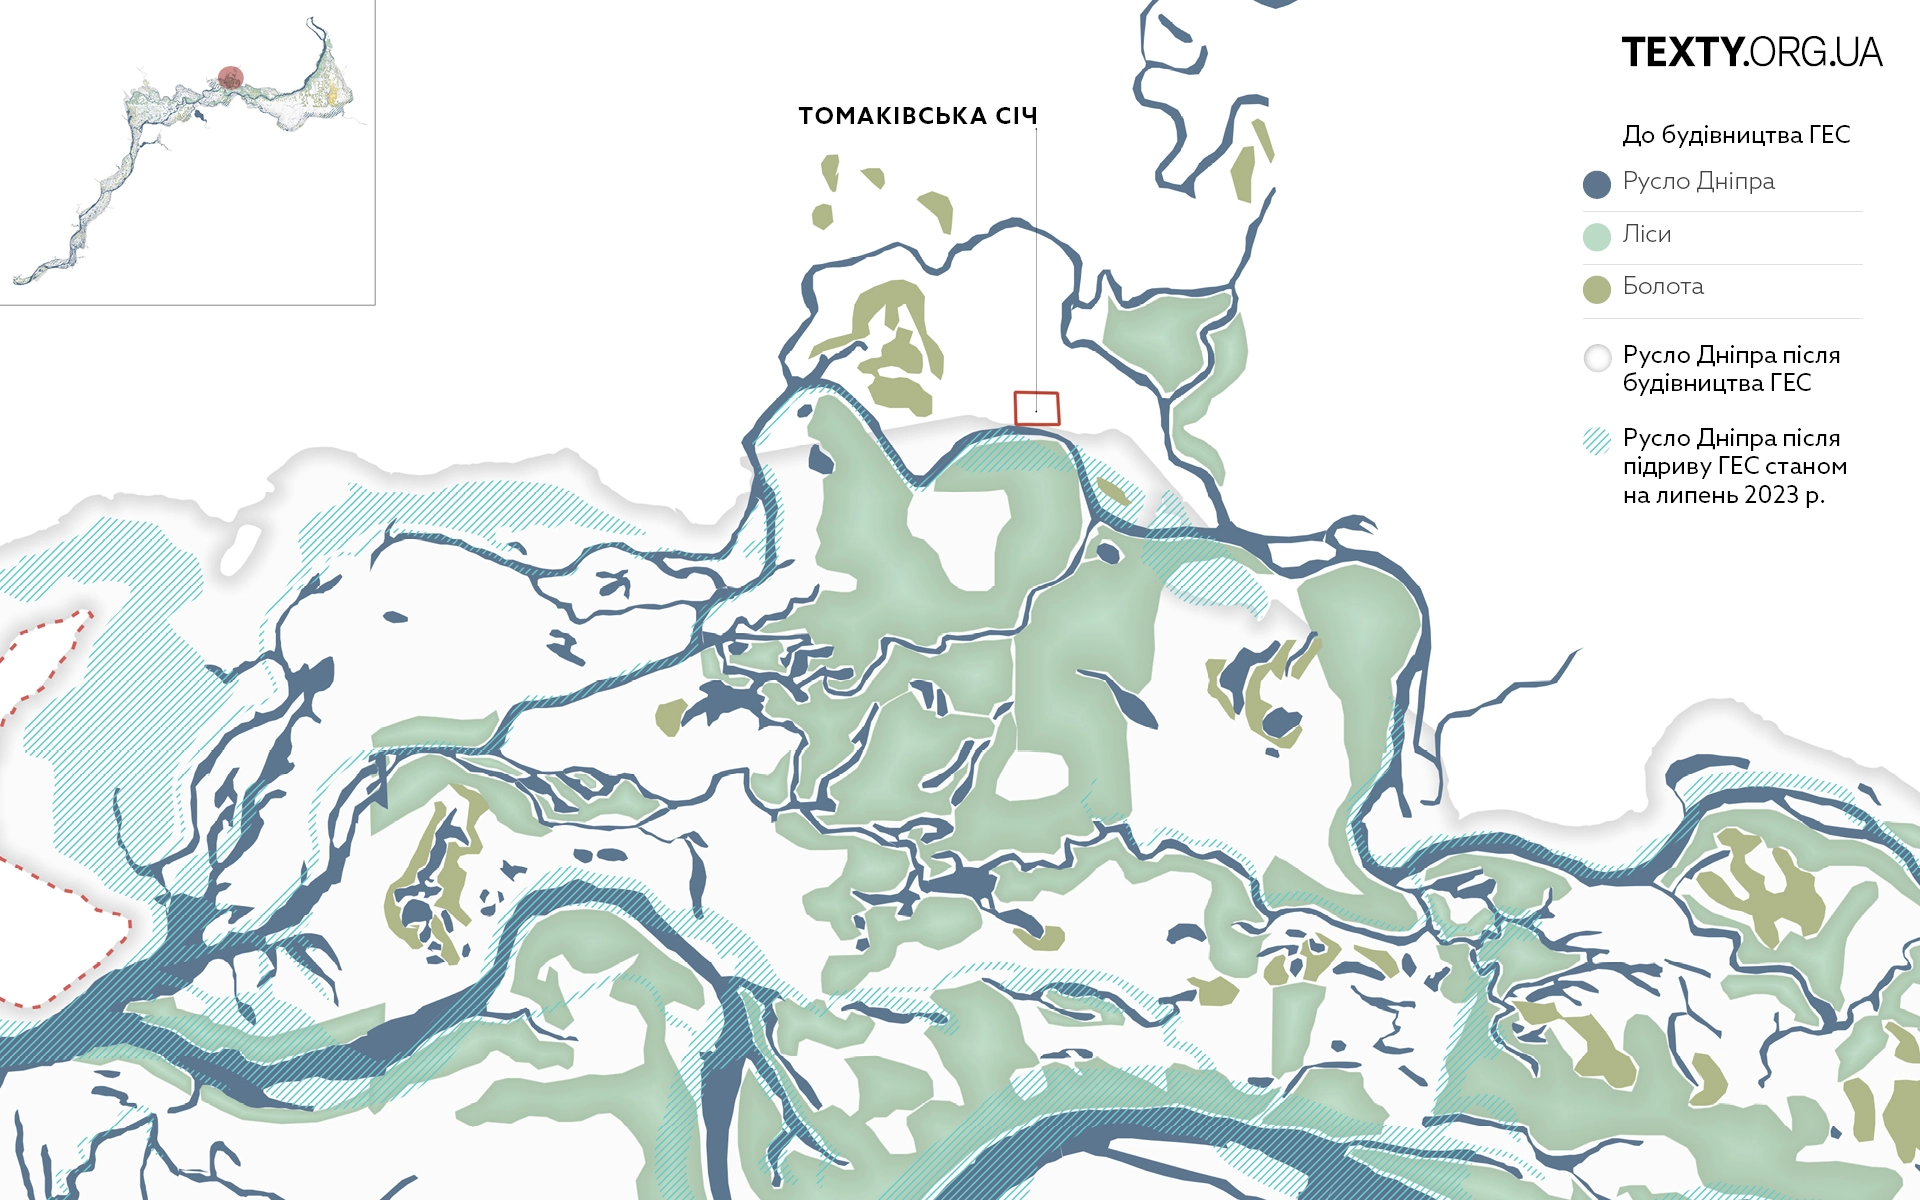 TEXTY.ORG.UA
ТОМАКІВСЬКА СІЧ
До будівництва ГЕС
Русло Дніпра
Ліси
Болота
Русло Дніпра після
будівництва ГЕС
Русло Дніпра після
підриву ГЕС станом
на липень 2023 р.